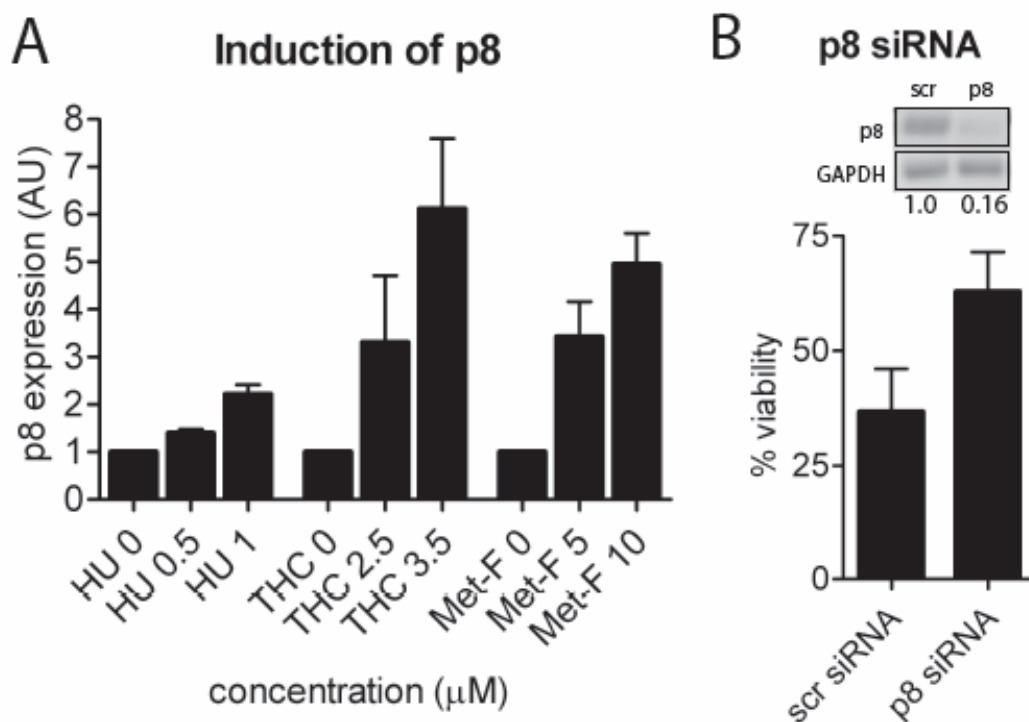 A
Induction of p8
p8 expression (AU)
8
7
6
5
4
3
2
1
0
HU 0
HU 0.5
HU 1
THC 0
THC 2.5
THC 3.5
Met-F 0
Met-F 5
Met-F 10
concentration (μM)
B
p8 siRNA
scr p8
p8
GAPDH
1.0 0.16
% viability
75
50
25
0
scr siRNA
p8 siRNA